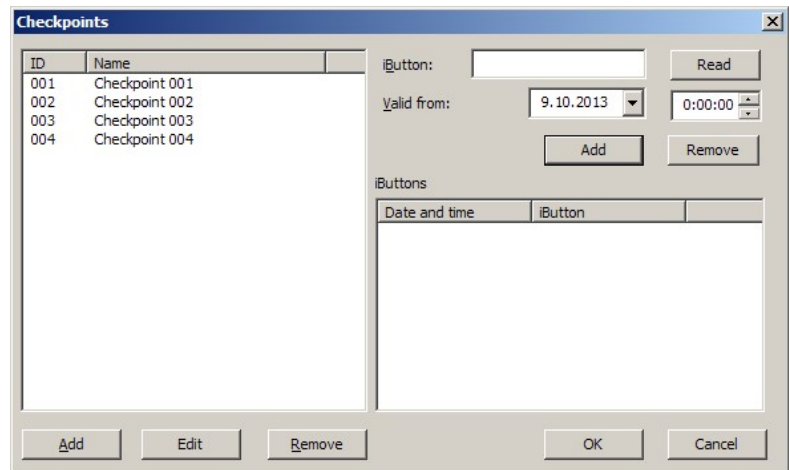 Checkpoints
ID Name
001 Checkpoint 001
002 Checkpoint 002
003 Checkpoint 003
004 Checkpoint 004
iButton: Read
Valid from: 9.10.2013 0:00:00
Add Remove
iButtons
Date and time iButton
Add Edit Remove OK Cancel